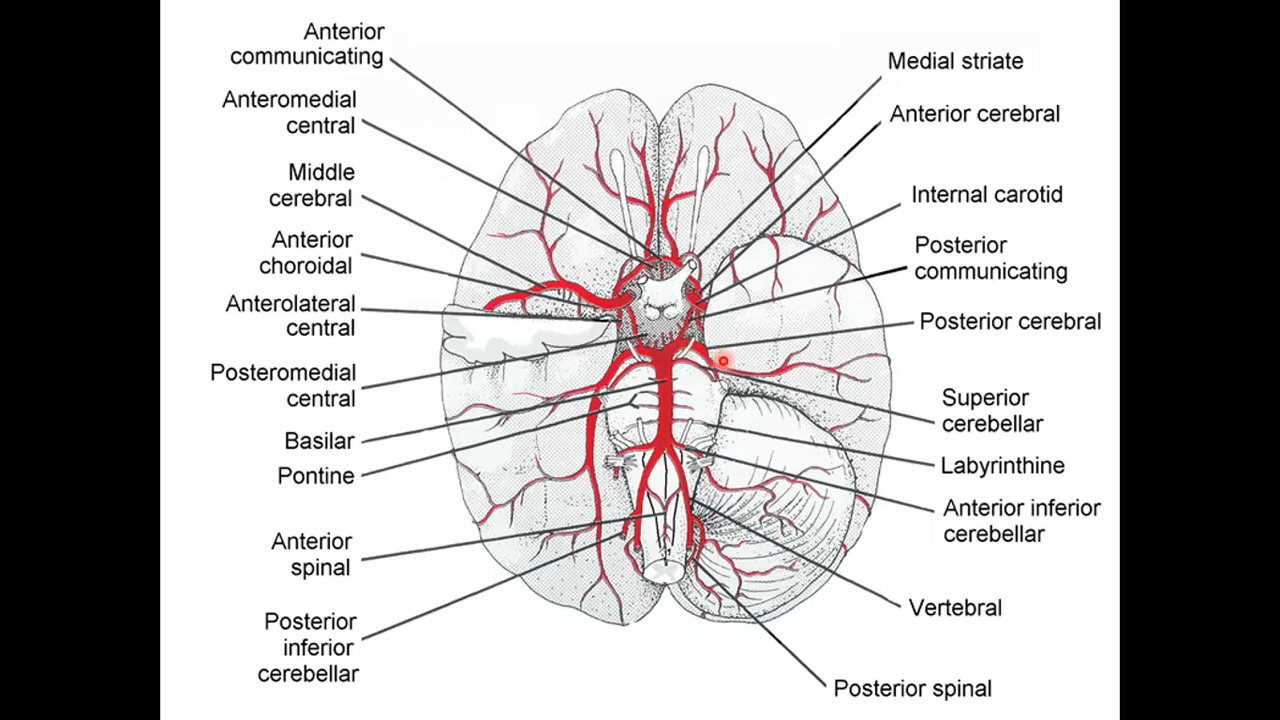 Anterior
communicating
Anteromedial
central
Middle
cerebral
Anterior
choroidal
Anterolateral
central
Posteromedial
central
Basilar
Pontine
Anterior
spinal
Posterior
inferior
cerebellar
Medial striate
Anterior cerebral
Internal carotid
Posterior
communicating
Posterior cerebral
Superior
cerebellar
Labyrinthine
Anterior inferior
cerebellar
Vertebral
Posterior spinal